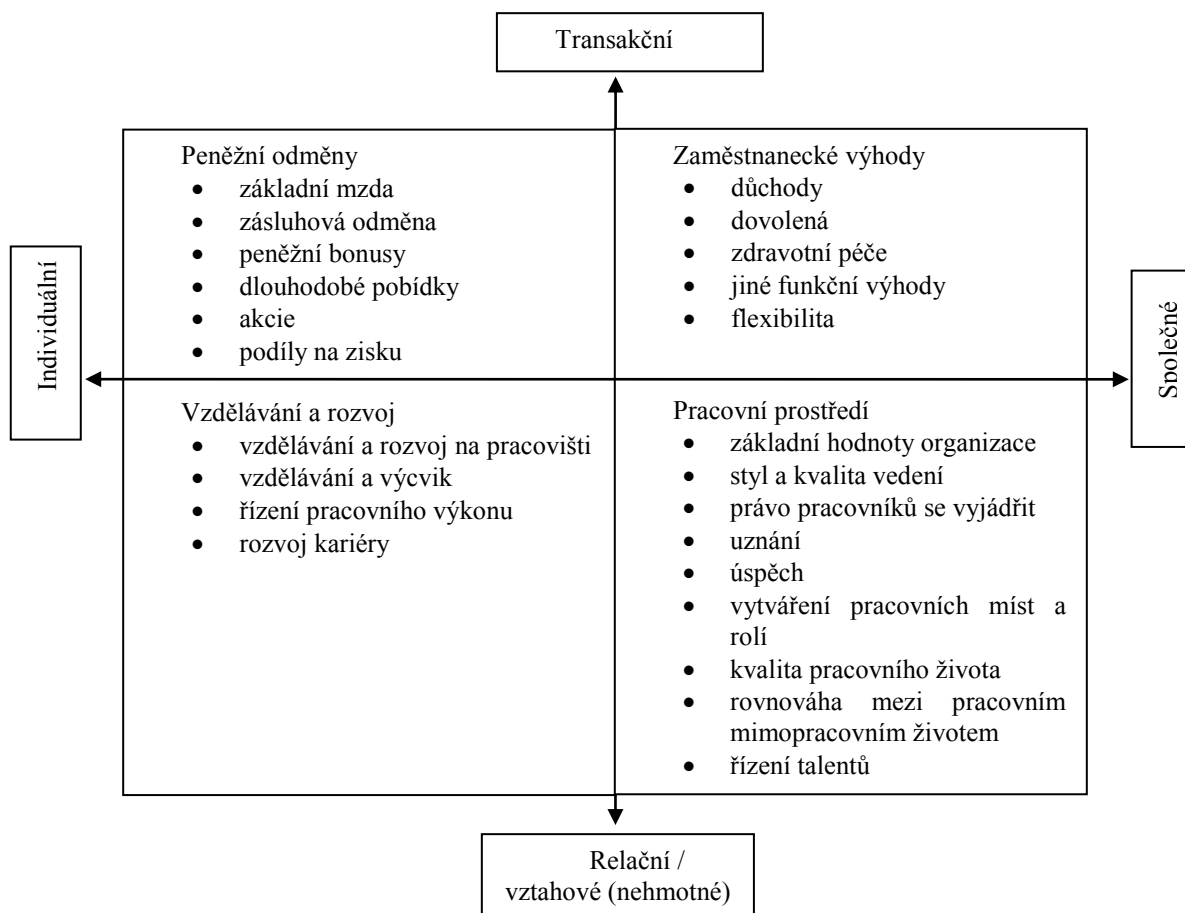 Transakční
Peněžní odměny
• základní mzda
• zásluhová odměna
• peněžní bonusy
• dlouhodobé pobídky
• akcie
• podíly na zisku
Zaměstnanecké výhody
• důchody
• dovolená
• zdravotní péče
• jiné funkční výhody
• flexibilita
Individuální
Společné
Vzdělávání a rozvoj
• vzdělávání a rozvoj na pracovišti
• vzdělávání a výcvik
• řízení pracovního výkonu
• rozvoj kariéry
Pracovní prostředí
• základní hodnoty organizace
• styl a kvalita vedení
• právo pracovníků se vyjádřit
• uznání
• úspěch
• vytváření pracovních míst a
rolí
• kvalita pracovního života
• rovnováha mezi pracovním
mimopracovním životem
• řízení talentů
Relační /
vztahové (nehmotné)